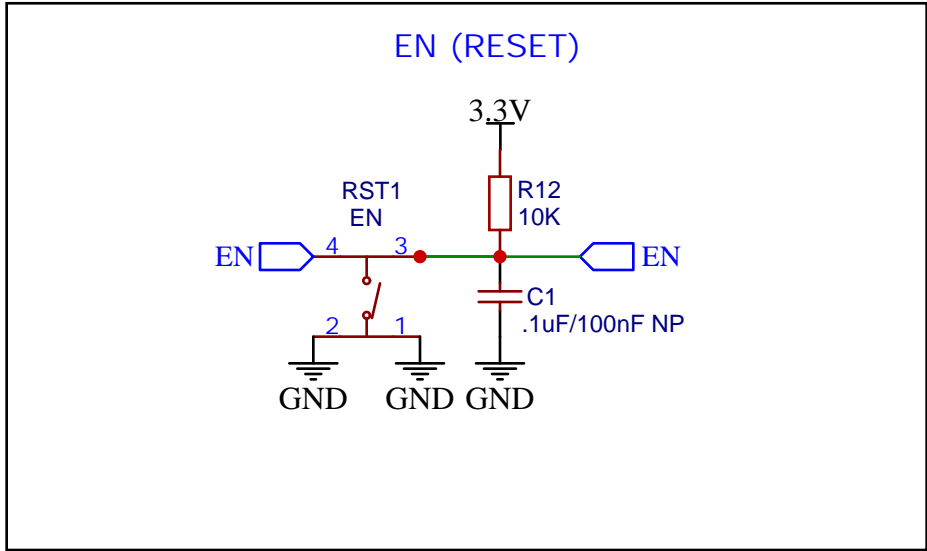 EN (RESET)
3.3V
R12
10K
RST1
EN
EN
4
3
EN
C1
.1uF/100nF NP
2
1
GND
GND
GND